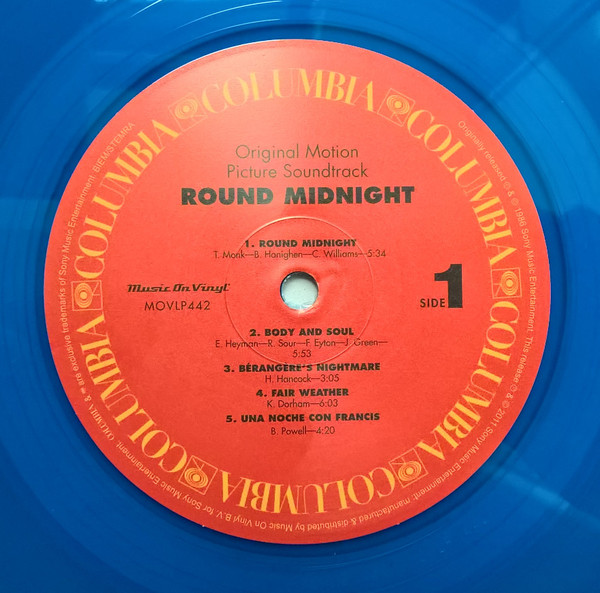 COLUMBIA COLUMBIA COLUMBIA COLUMBIA COLUMBIA COLUMBIA
Original Motion
Picture Soundtrack
ROUND MIDNIGHT
1. ROUND MIDNIGHT
T. Monk—B. Hanighen—C. Williams—5:34
Music On Vinyl
MOVLP442
SIDE 1
2. BODY AND SOUL
E. Heyman—R. Sour—F. Eyton—J. Green—
5:53
3. BÉRANGÈRE'S NIGHTMARE
H. Hancock—3:05
4. FAIR WEATHER
K. Dorham—6:03
5. UNA NOCHE CON FRANCIS
B. Powell—4:20
Originally released ℗ & © 1986 Sony Music Entertainment. This release ℗ & © 2011 Sony Music Entertainment; manufactured & distributed by Music On Vinyl B.V. for Sony Music Entertainment. COLUMBIA & are exclusive trademarks of Sony Music Entertainment. BIEM/STEMRA